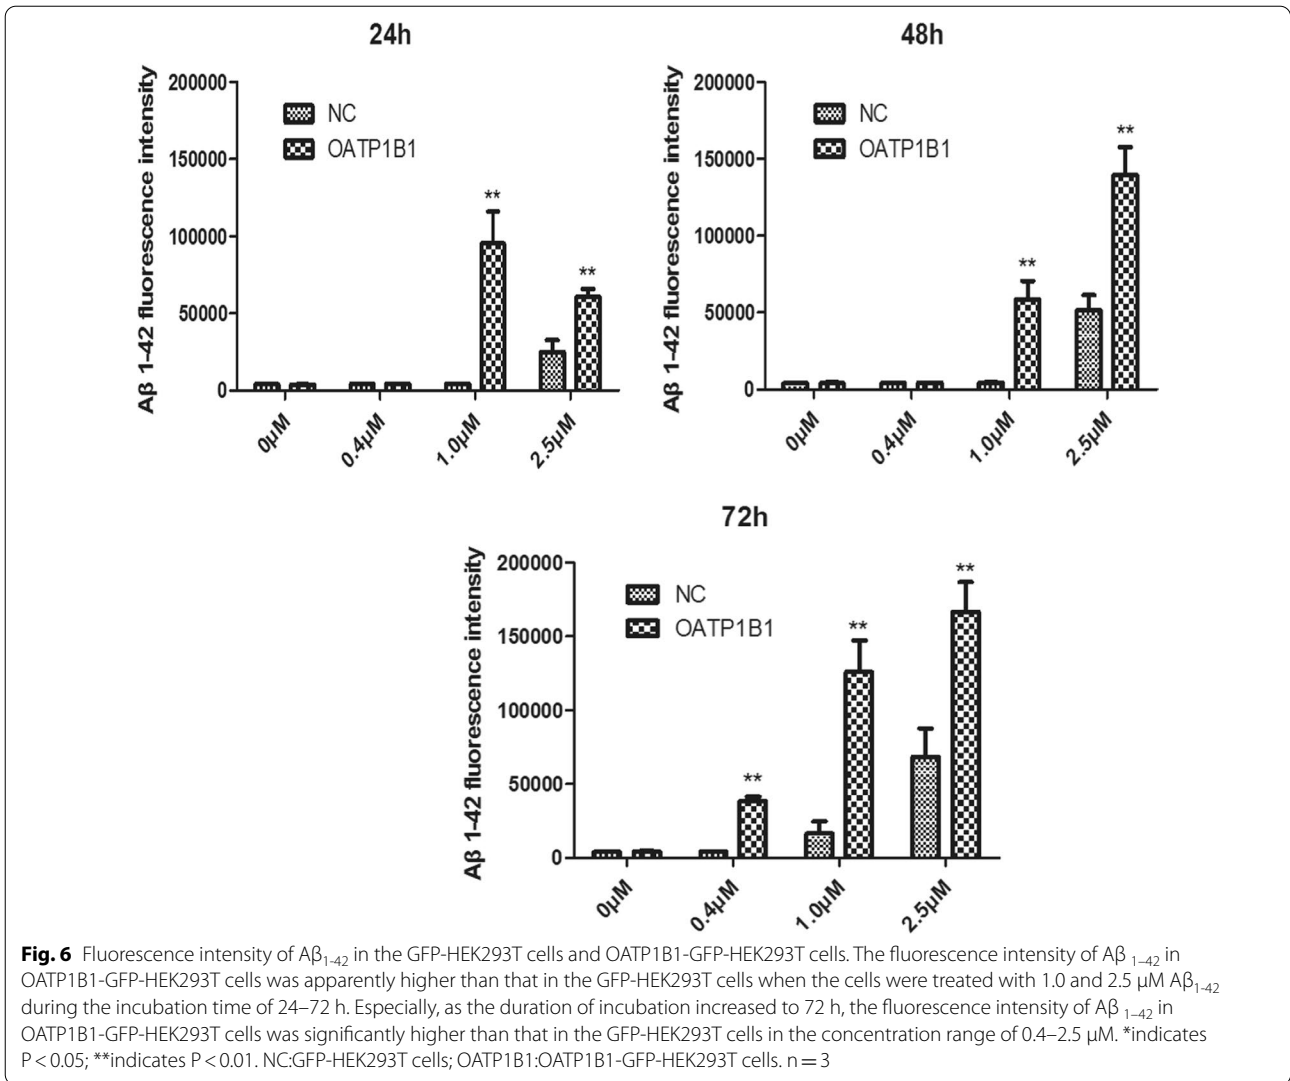 24h
Aβ 1-42 fluorescence intensity
200000
150000
100000
50000
0
NC
OATP1B1
**
**
0µM
0.4µM
1.0µM
2.5µM
48h
Aβ 1-42 fluorescence intensity
200000
150000
100000
50000
0
NC
OATP1B1
**
**
0µM
0.4µM
1.0µM
2.5µM
72h
Aβ 1-42 fluorescence intensity
200000
150000
100000
50000
0
NC
OATP1B1
**
**
**
0µM
0.4µM
1.0µM
2.5µM
Fig. 6 Fluorescence intensity of Aβ1-42 in the GFP-HEK293T cells and OATP1B1-GFP-HEK293T cells. The fluorescence intensity of Aβ 1–42 in
OATP1B1-GFP-HEK293T cells was apparently higher than that in the GFP-HEK293T cells when the cells were treated with 1.0 and 2.5 µM Aβ1-42
during the incubation time of 24–72 h. Especially, as the duration of incubation increased to 72 h, the fluorescence intensity of Aβ 1–42 in
OATP1B1-GFP-HEK293T cells was significantly higher than that in the GFP-HEK293T cells in the concentration range of 0.4–2.5 µM. *indicates
P < 0.05; **indicates P < 0.01. NC:GFP-HEK293T cells; OATP1B1:OATP1B1-GFP-HEK293T cells. n = 3